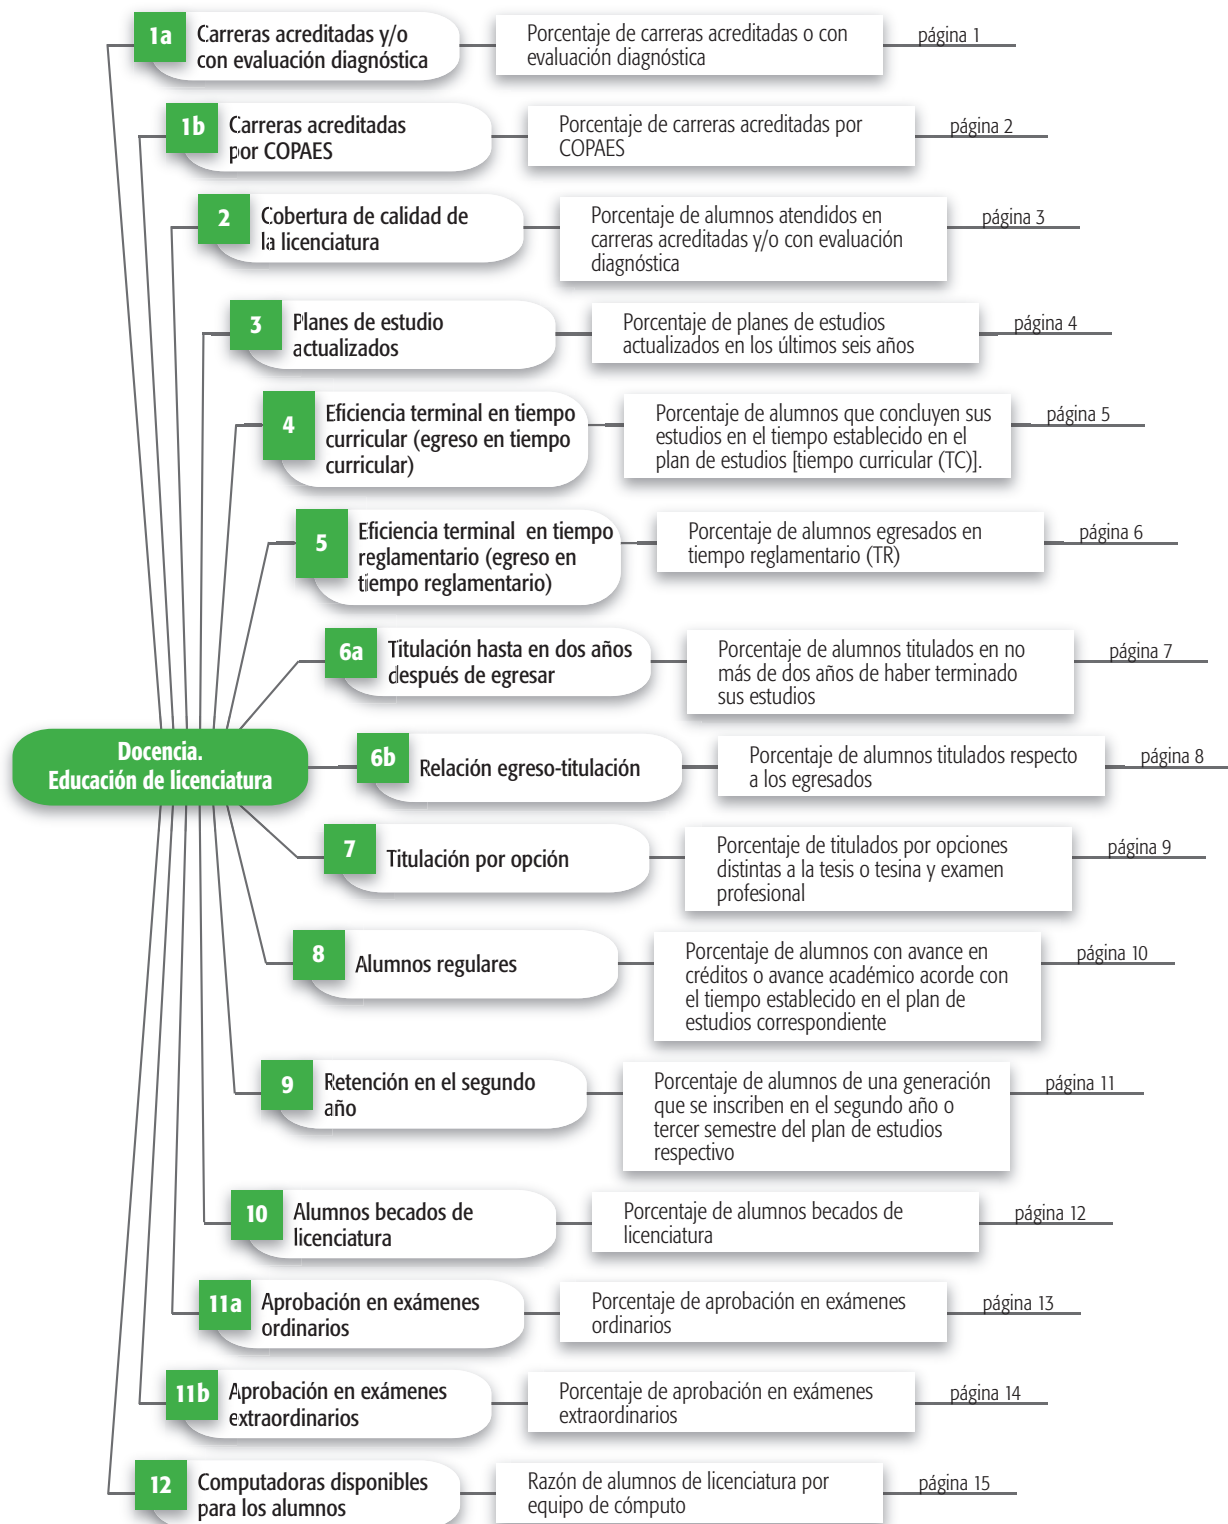 1a
Carreras acreditadas y/o
con evaluación diagnóstica
Porcentaje de carreras acreditadas o con
evaluación diagnóstica
página 1
1b
Carreras acreditadas
por COPAES
Porcentaje de carreras acreditadas por
COPAES
página 2
2
Cobertura de calidad de
la licenciatura
Porcentaje de alumnos atendidos en
carreras acreditadas y/o con evaluación
diagnóstica
página 3
3
Planes de estudio
actualizados
Porcentaje de planes de estudios
actualizados en los últimos seis años
página 4
4
Eficiencia terminal en tiempo
curricular (egreso en tiempo
curricular)
Porcentaje de alumnos que concluyen sus
estudios en el tiempo establecido en el
plan de estudios [tiempo curricular (TC)].
página 5
5
Eficiencia terminal en tiempo
reglamentario (egreso en
tiempo reglamentario)
Porcentaje de alumnos egresados en
tiempo reglamentario (TR)
página 6
6a
Titulación hasta en dos años
después de egresar
Porcentaje de alumnos titulados en no
más de dos años de haber terminado
sus estudios
página 7
Docencia.
Educación de licenciatura
6b
Relación egreso-titulación
Porcentaje de alumnos titulados respecto
a los egresados
página 8
7
Titulación por opción
Porcentaje de titulados por opciones
distintas a la tesis o tesina y examen
profesional
página 9
8
Alumnos regulares
Porcentaje de alumnos con avance en
créditos o avance académico acorde con
el tiempo establecido en el plan de
estudios correspondiente
página 10
9
Retención en el segundo
año
Porcentaje de alumnos de una generación
que se inscriben en el segundo año o
tercer semestre del plan de estudios
respectivo
página 11
10
Alumnos becados de
licenciatura
Porcentaje de alumnos becados de
licenciatura
página 12
11a
Aprobación en exámenes
ordinarios
Porcentaje de aprobación en exámenes
ordinarios
página 13
11b
Aprobación en exámenes
extraordinarios
Porcentaje de aprobación en exámenes
extraordinarios
página 14
12
Computadoras disponibles
para los alumnos
Razón de alumnos de licenciatura por
equipo de cómputo
página 15